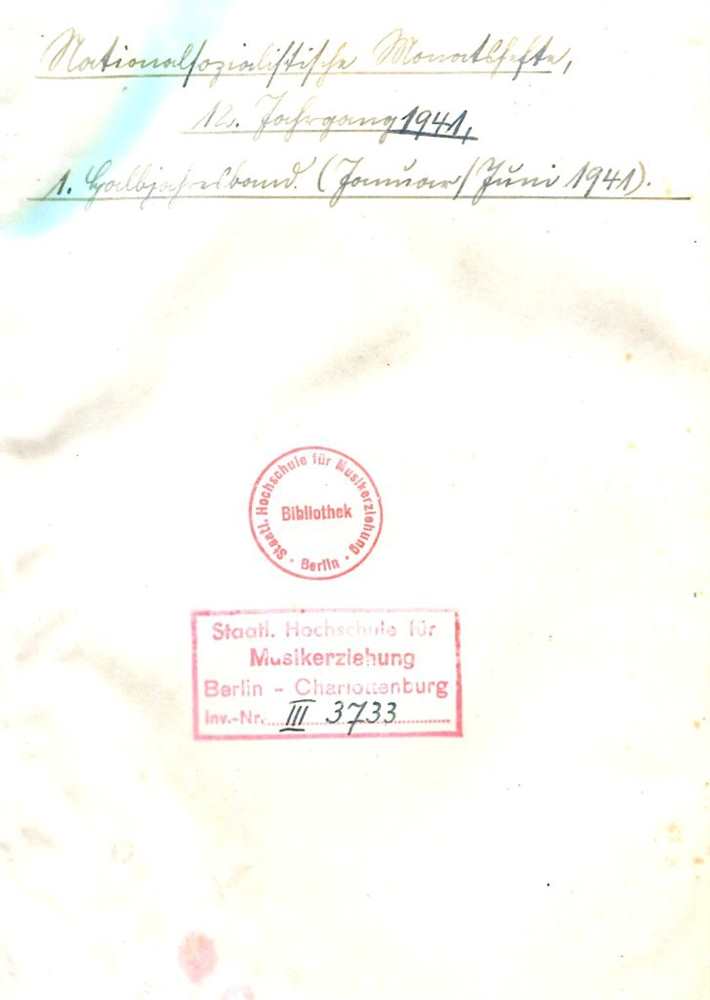 Nationalsozialistische Monatshefte,
12. Jahrgang 1941,
1. Halbjahresband. (Januar/Juni 1941).
Staatl. Hochschule für Musikerziehung
Bibliothek
· Berlin ·
Staatl. Hochschule für
Musikerziehung
Berlin - Charlottenburg
Inv.-Nr. III 3733